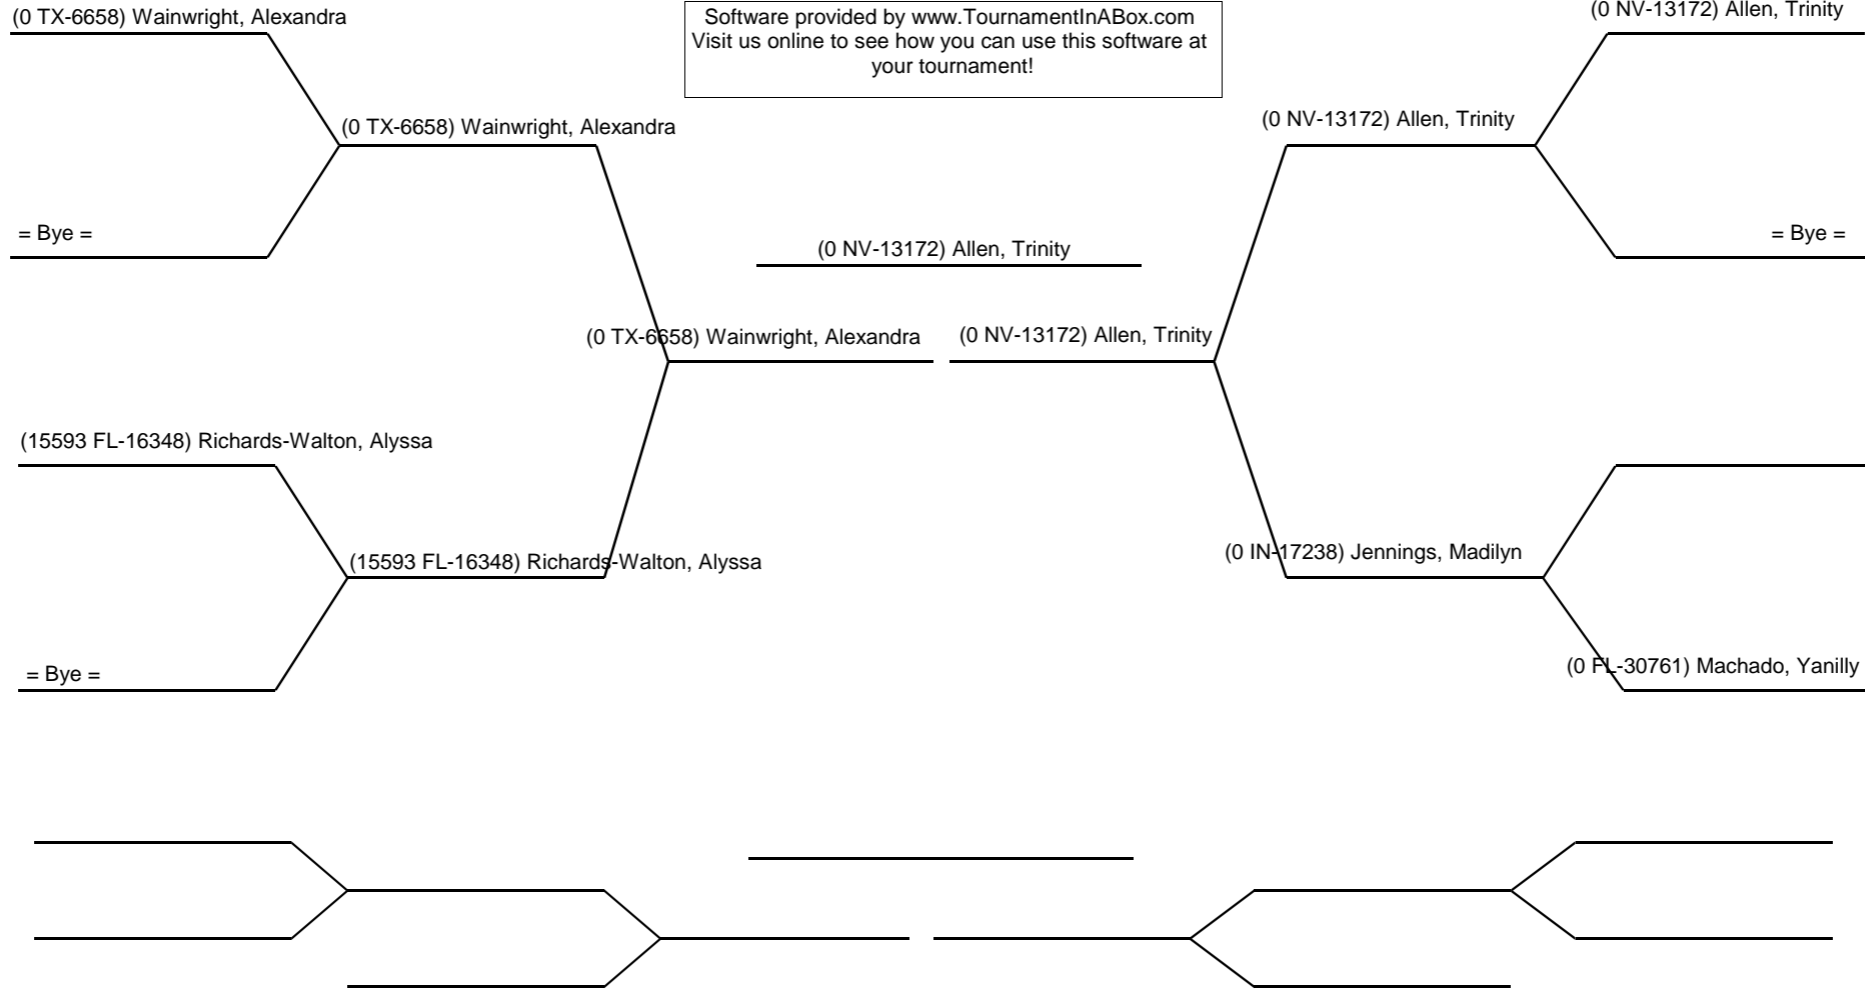 (0 TX-6658) Wainwright, Alexandra
Software provided by www.TournamentInABox.com
Visit us online to see how you can use this software at
your tournament!
(0 NV-13172) Allen, Trinity
(0 TX-6658) Wainwright, Alexandra
(0 NV-13172) Allen, Trinity
= Bye =
(0 NV-13172) Allen, Trinity
= Bye =
(0 TX-6658) Wainwright, Alexandra
(0 NV-13172) Allen, Trinity
(15593 FL-16348) Richards-Walton, Alyssa
(15593 FL-16348) Richards-Walton, Alyssa
(0 IN-17238) Jennings, Madilyn
= Bye =
(0 FL-30761) Machado, Yanilly